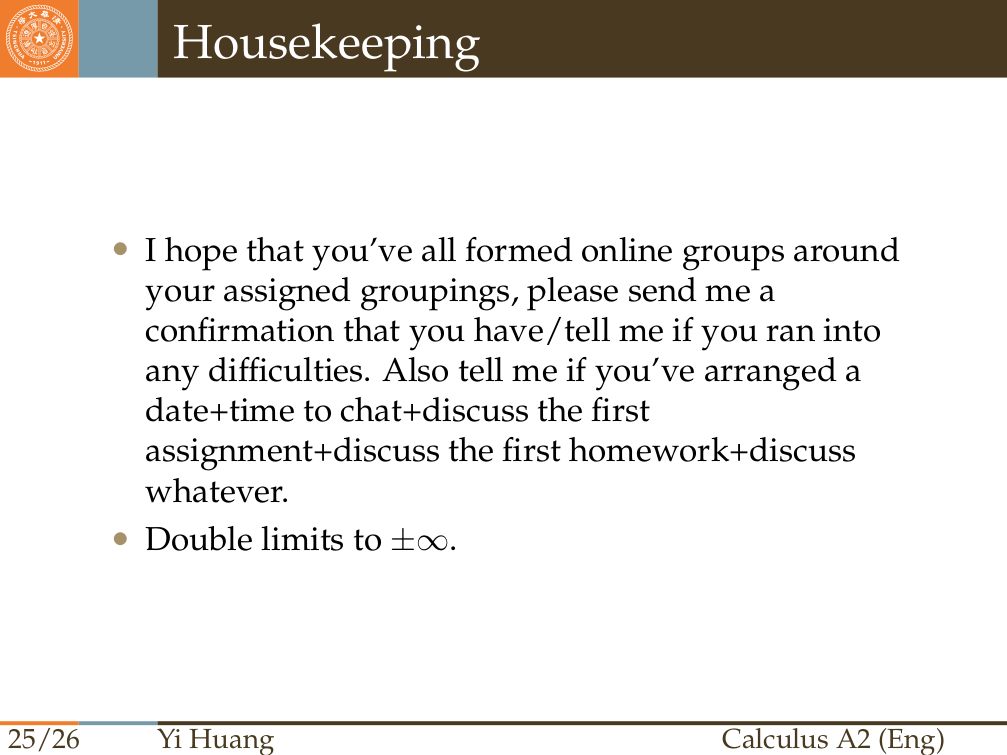 Housekeeping
• I hope that you’ve all formed online groups around
your assigned groupings, please send me a
confirmation that you have/tell me if you ran into
any difficulties. Also tell me if you’ve arranged a
date+time to chat+discuss the first
assignment+discuss the first homework+discuss
whatever.
• Double limits to ±∞.
25/26 Yi Huang Calculus A2 (Eng)